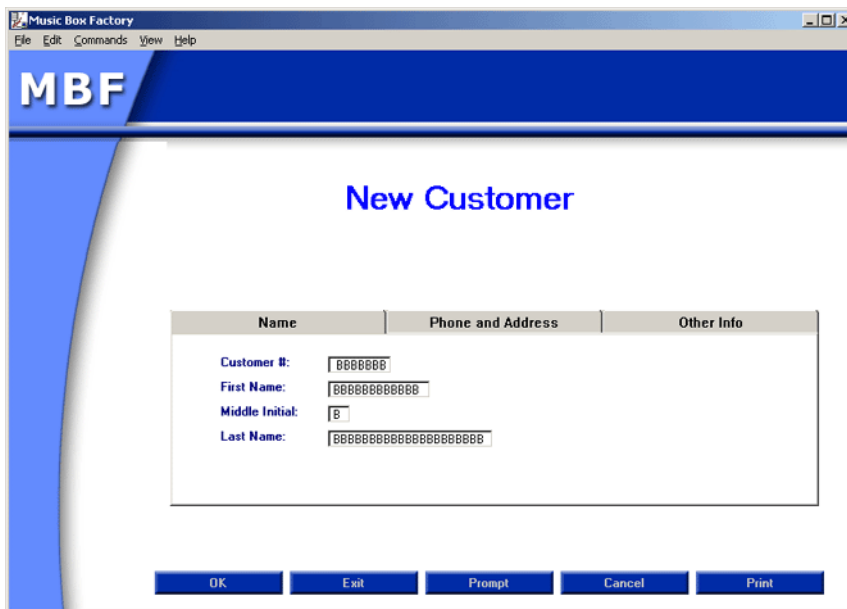 Music Box Factory
File Edit Commands View Help
MBF
New Customer
Name Phone and Address Other Info
Customer #: BBBBBBB
First Name: BBBBBBBBBBBB
Middle Initial: B
Last Name: BBBBBBBBBBBBBBBBBBBBB
OK Exit Prompt Cancel Print